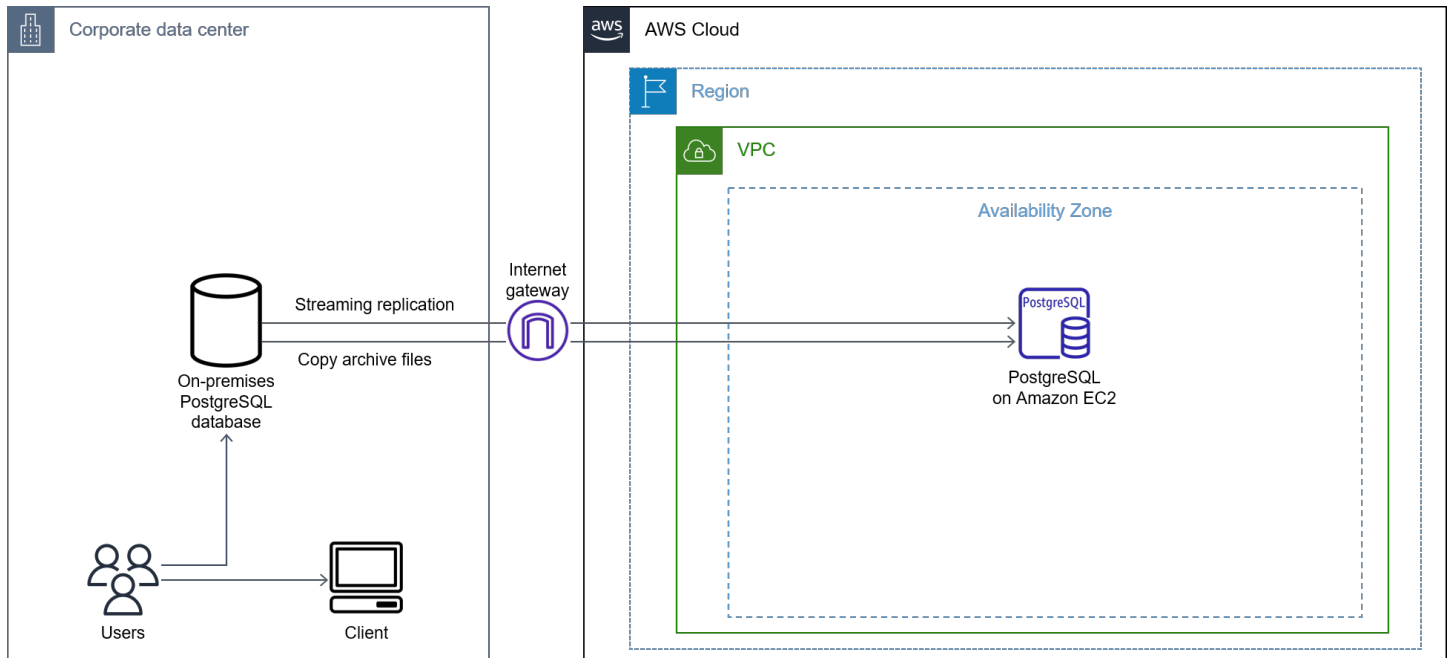 Corporate data center
aws
AWS Cloud
Region
VPC
Availability Zone
Internet
gateway
Streaming replication
Copy archive files
PostgreSQL
On-premises
PostgreSQL
database
PostgreSQL
on Amazon EC2
Users
Client